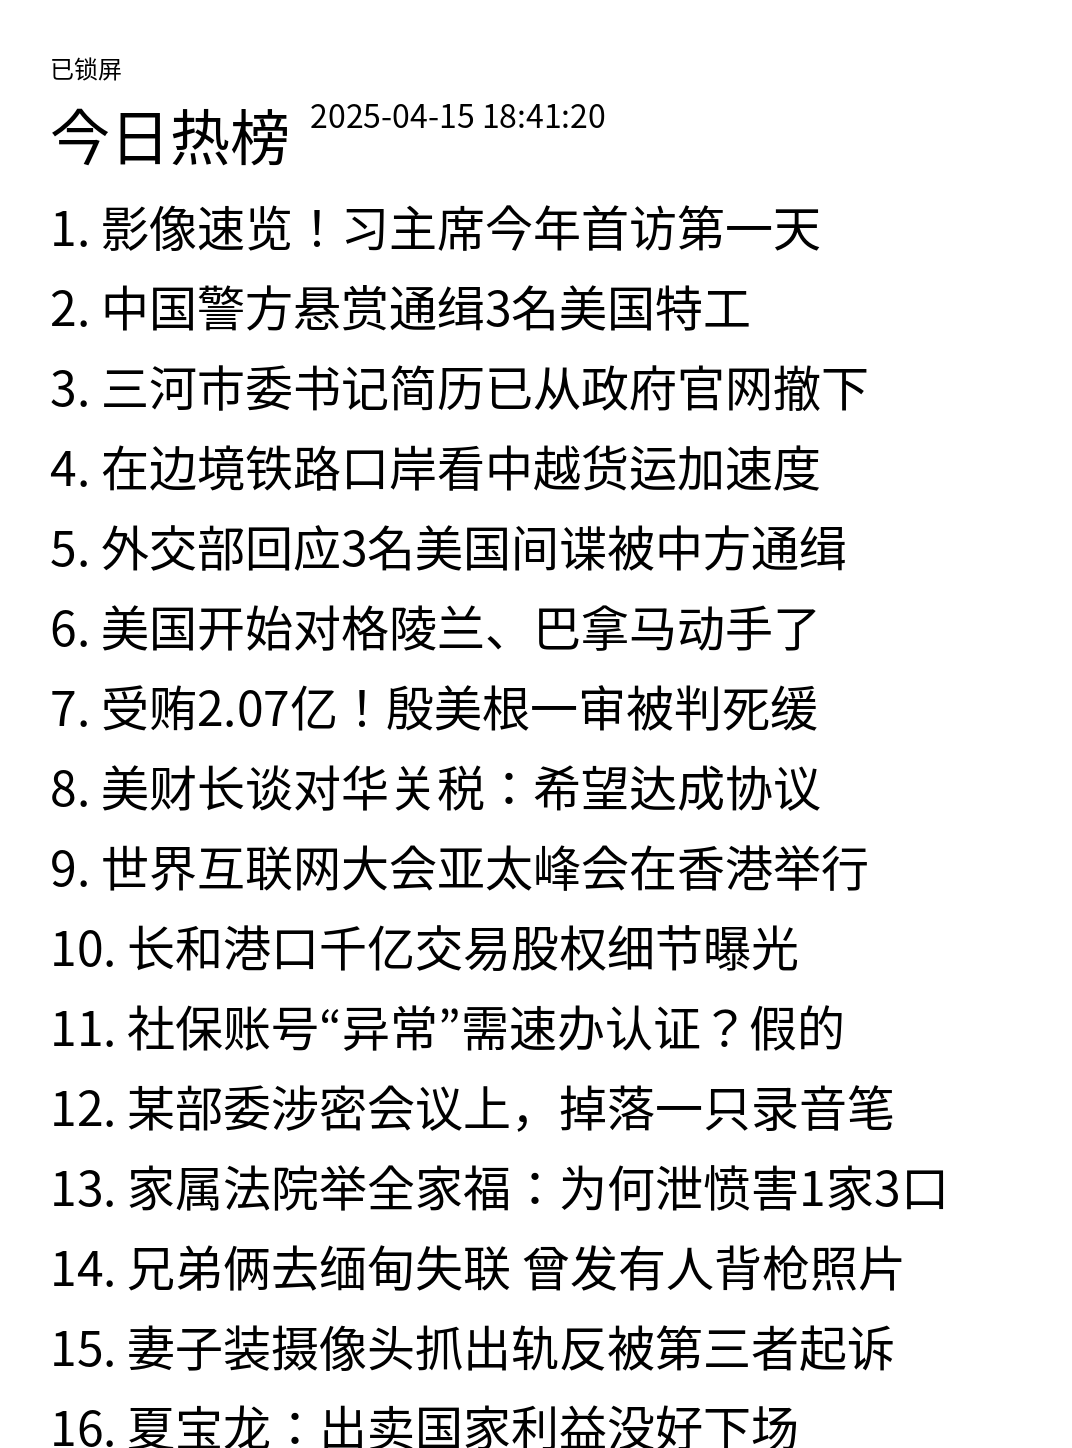 已锁屏
今日热榜 2025-04-15 18:41:20
1. 影像速览！习主席今年首访第一天
2. 中国警方悬赏通缉3名美国特工
3. 三河市委书记简历已从政府官网撤下
4. 在边境铁路口岸看中越货运加速度
5. 外交部回应3名美国间谍被中方通缉
6. 美国开始对格陵兰、巴拿马动手了
7. 受贿2.07亿！殷美根一审被判死缓
8. 美财长谈对华关税：希望达成协议
9. 世界互联网大会亚太峰会在香港举行
10. 长和港口千亿交易股权细节曝光
11. 社保账号“异常”需速办认证？假的
12. 某部委涉密会议上，掉落一只录音笔
13. 家属法院举全家福：为何泄愤害1家3口
14. 兄弟俩去缅甸失联 曾发有人背枪照片
15. 妻子装摄像头抓出轨反被第三者起诉
16. 夏宝龙：出卖国家利益没好下场